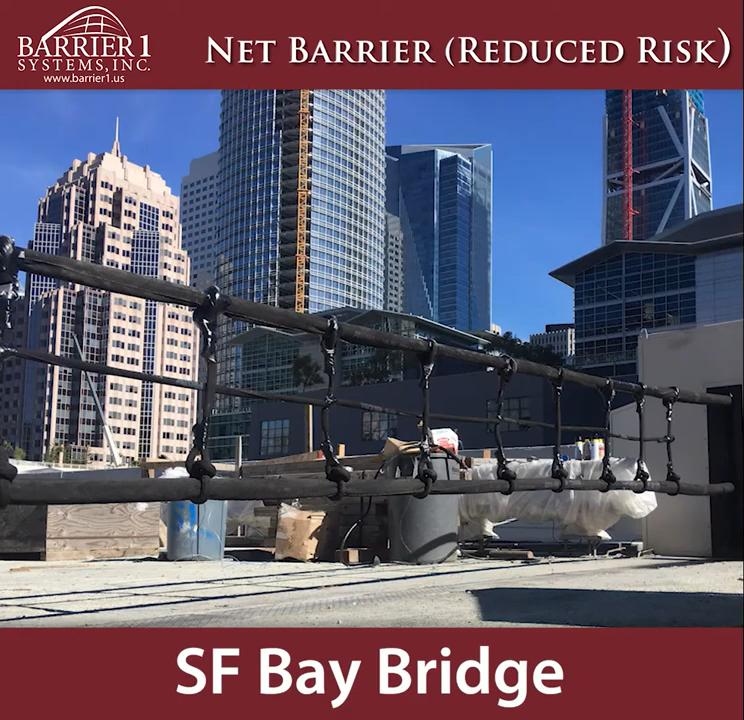 BARRIER1
SYSTEMS, INC.
www.barrier1.us
NET BARRIER (REDUCED RISK)
SF Bay Bridge